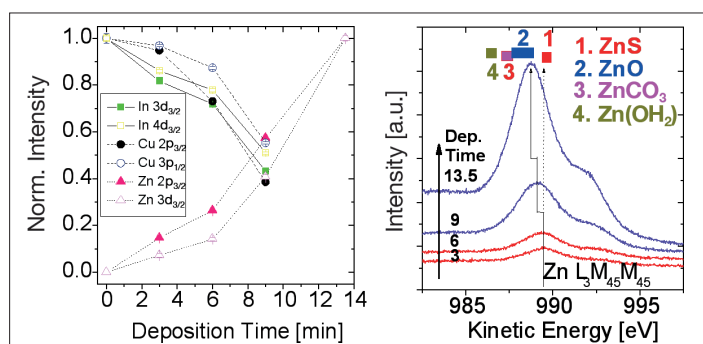 1.0
0.8
0.6
0.4
0.2
0.0
Norm. Intensity
In 3d3/2
In 4d3/2
Cu 2p3/2
Cu 3p1/2
Zn 2p3/2
Zn 3d3/2
0 2 4 6 8 10 12 14
Deposition Time [min]
Intensity [a.u.]
4 3 2 1
1. ZnS
2. ZnO
3. ZnCO3
4. Zn(OH2)
Dep.
Time
13.5
9
6
3
Zn L3M45M45
985 990 995
Kinetic Energy [eV]